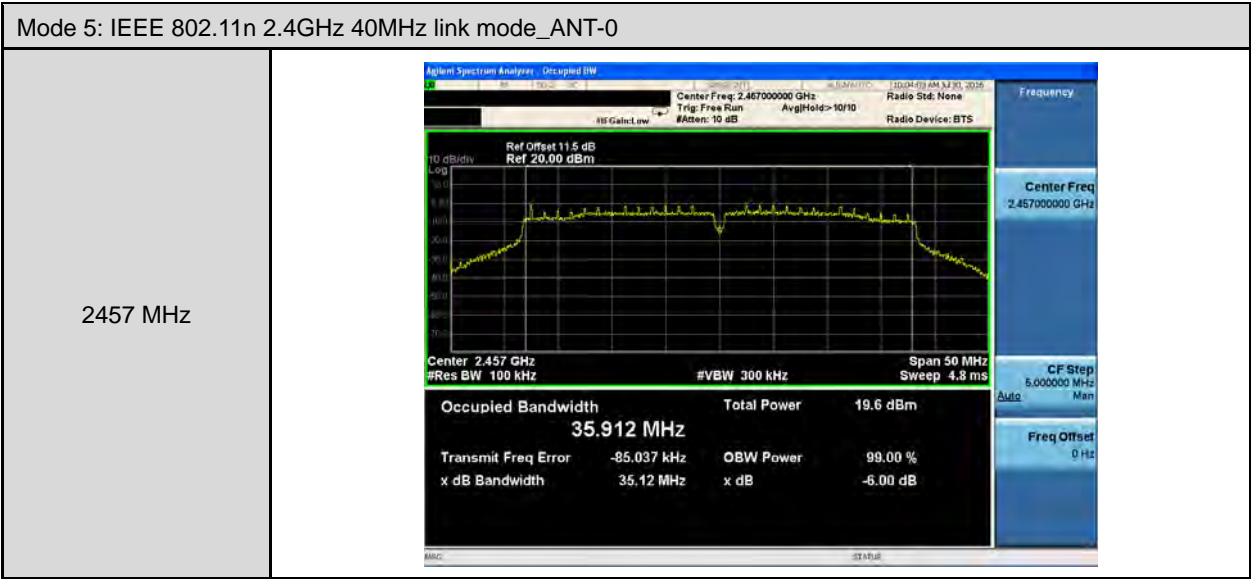 Mode 5: IEEE 802.11n 2.4GHz 40MHz link mode_ANT-0
2457 MHz
Agilent Spectrum Analyzer - Occupied BW
Center Freq: 2.457000000 GHz
Radio Std: None
Trig: Free Run
Avg|Hold:>10/10
#IFGain:Low
#Atten: 10 dB
Radio Device: BTS
Frequency
Ref Offset 11.5 dB
10 dB/div
Ref 20.00 dBm
Log
Center Freq
2.457000000 GHz
Center 2.457 GHz
Span 50 MHz
#Res BW 100 kHz
#VBW 300 kHz
Sweep 4.8 ms
CF Step
5.000000 MHz
Auto Man
Occupied Bandwidth
Total Power
19.6 dBm
35.912 MHz
Freq Offset
0 Hz
Transmit Freq Error
-85.037 kHz
OBW Power
99.00 %
x dB Bandwidth
35.12 MHz
x dB
-6.00 dB
MSG
STATUS